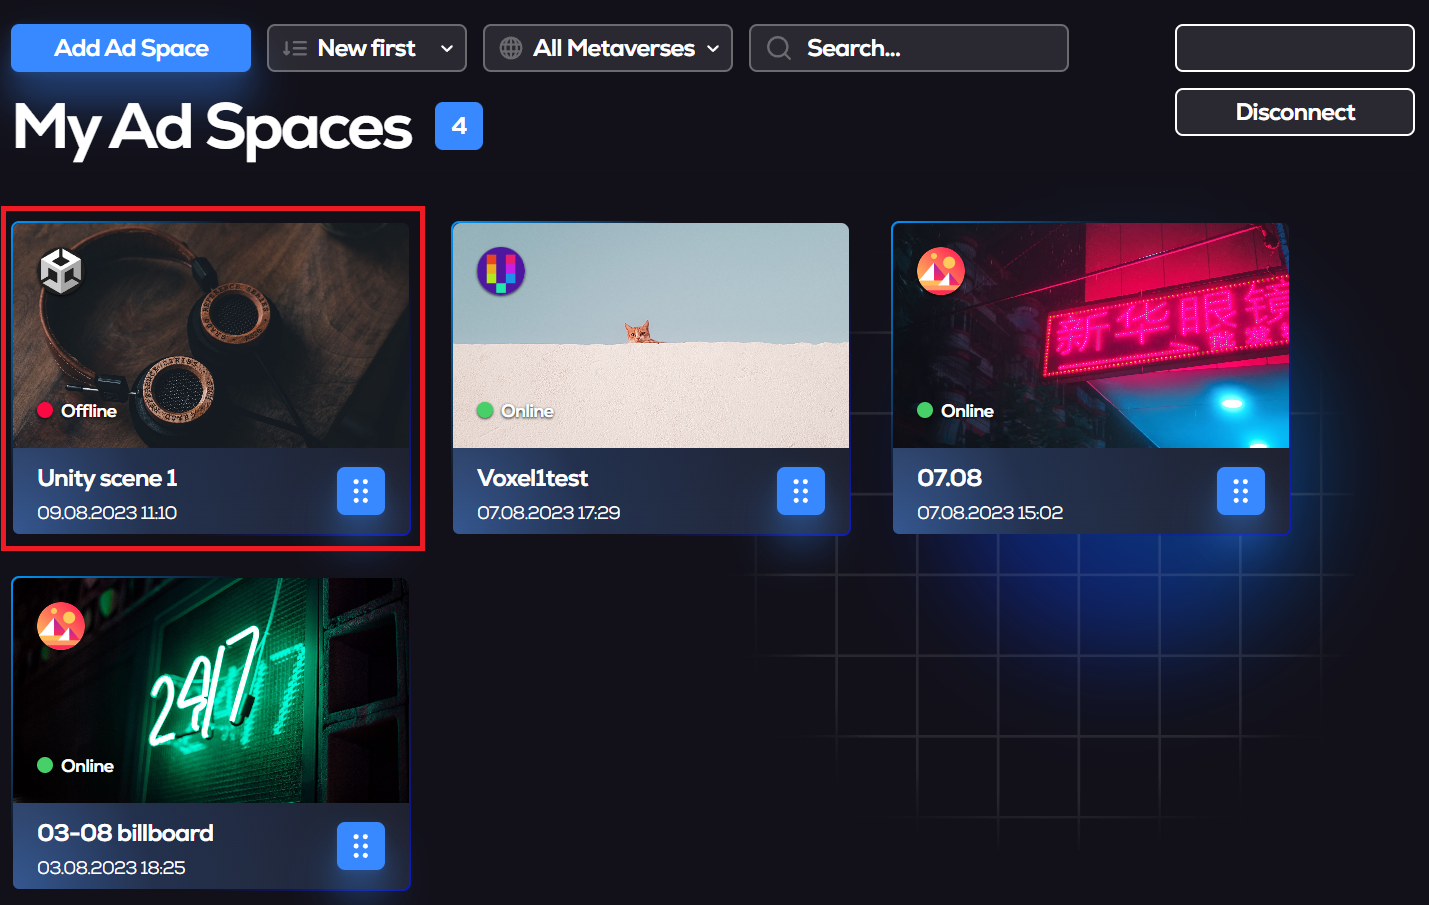 Add Ad Space
New first
All Metaverses
Search...
My Ad Spaces
4
Disconnect
Offline
Unity scene 1
09.08.2023 11:10
Online
Voxel1test
07.08.2023 17:29
新华眼镜
Online
07.08
07.08.2023 15:02
24/7
Online
03-08 billboard
03.08.2023 18:25